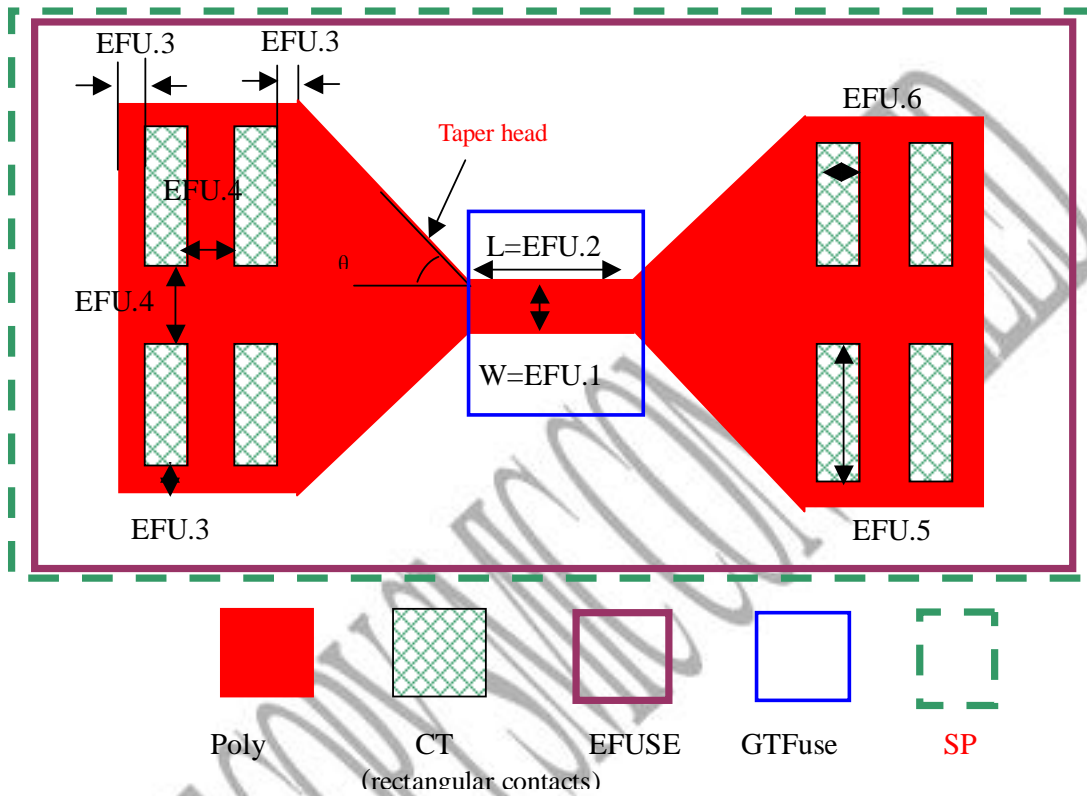 EFU.3 EFU.3
EFU.6
Taper head
EFU.4
L=EFU.2
θ
EFU.4
W=EFU.1
EFU.3
EFU.5
Poly CT EFUSE GTFuse SP
(rectangular contacts)